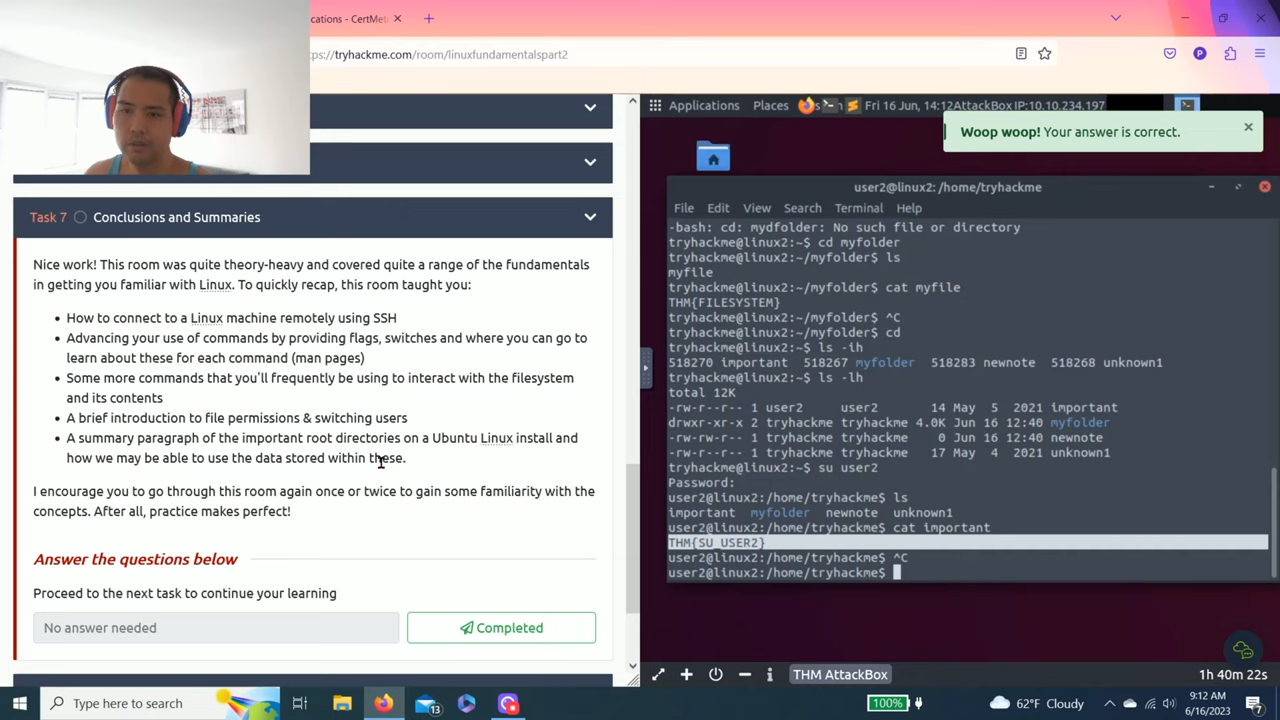 ications - CertMet
ps://tryhackme.com/room/linuxfundamentalspart2
Task 7 Conclusions and Summaries
Nice work! This room was quite theory-heavy and covered quite a range of the fundamentals
in getting you familiar with Linux. To quickly recap, this room taught you:
• How to connect to a Linux machine remotely using SSH
• Advancing your use of commands by providing flags, switches and where you can go to
learn about these for each command (man pages)
• Some more commands that you'll frequently be using to interact with the filesystem
and its contents
• A brief introduction to file permissions & switching users
• A summary paragraph of the important root directories on a Ubuntu Linux install and
how we may be able to use the data stored within these.
I encourage you to go through this room again once or twice to gain some familiarity with the
concepts. After all, practice makes perfect!
Answer the questions below
Proceed to the next task to continue your learning
No answer needed
Completed
Applications Places Fri 16 Jun, 14:12 AttackBox IP:10.10.234.197
Woop woop! Your answer is correct.
user2@linux2: /home/tryhackme
File Edit View Search Terminal Help
-bash: cd: mydfolder: No such file or directory
tryhackme@linux2:~$ cd myfolder
tryhackme@linux2:~/myfolder$ ls
myfile
tryhackme@linux2:~/myfolder$ cat myfile
THM{FILESYSTEM}
tryhackme@linux2:~/myfolder$ ^C
tryhackme@linux2:~/myfolder$ cd
tryhackme@linux2:~$ ls -ih
518270 important 518267 myfolder 518283 newnote 518268 unknown1
tryhackme@linux2:~$ ls -lh
total 12K
-rw-r--r-- 1 user2 user2 14 May 5 2021 important
drwxr-xr-x 2 tryhackme tryhackme 4.0K Jun 16 12:40 myfolder
-rw-r--r-- 1 tryhackme tryhackme 0 Jun 16 12:40 newnote
-rw-r--r-- 1 tryhackme tryhackme 17 May 4 2021 unknown1
tryhackme@linux2:~$ su user2
Password:
user2@linux2:/home/tryhackme$ ls
important myfolder newnote unknown1
user2@linux2:/home/tryhackme$ cat important
THM{SU_USER2}
user2@linux2:/home/tryhackme$ ^C
user2@linux2:/home/tryhackme$
THM AttackBox
1h 40m 22s
Type here to search
13
100%
62°F Cloudy
9:12 AM
6/16/2023
7